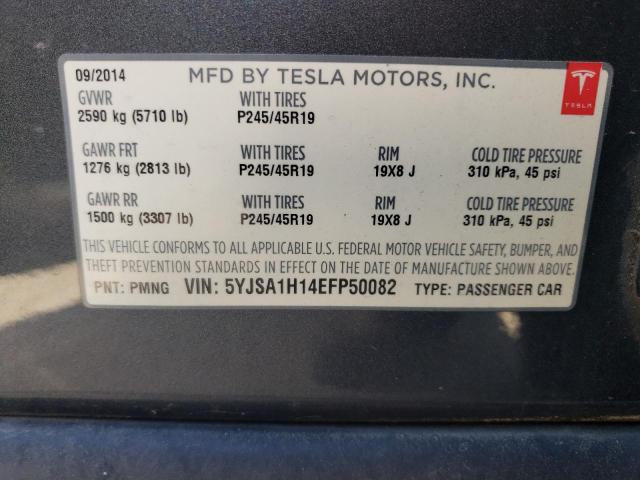 09/2014 MFD BY TESLA MOTORS, INC.
TESLA
GVWR WITH TIRES
2590 kg (5710 lb) P245/45R19
GAWR FRT WITH TIRES RIM COLD TIRE PRESSURE
1276 kg (2813 lb) P245/45R19 19X8 J 310 kPa, 45 psi
GAWR RR WITH TIRES RIM COLD TIRE PRESSURE
1500 kg (3307 lb) P245/45R19 19X8 J 310 kPa, 45 psi
THIS VEHICLE CONFORMS TO ALL APPLICABLE U.S. FEDERAL MOTOR VEHICLE SAFETY, BUMPER, AND
THEFT PREVENTION STANDARDS IN EFFECT ON THE DATE OF MANUFACTURE SHOWN ABOVE.
PNT: PMNG VIN: 5YJSA1H14EFP50082 TYPE: PASSENGER CAR